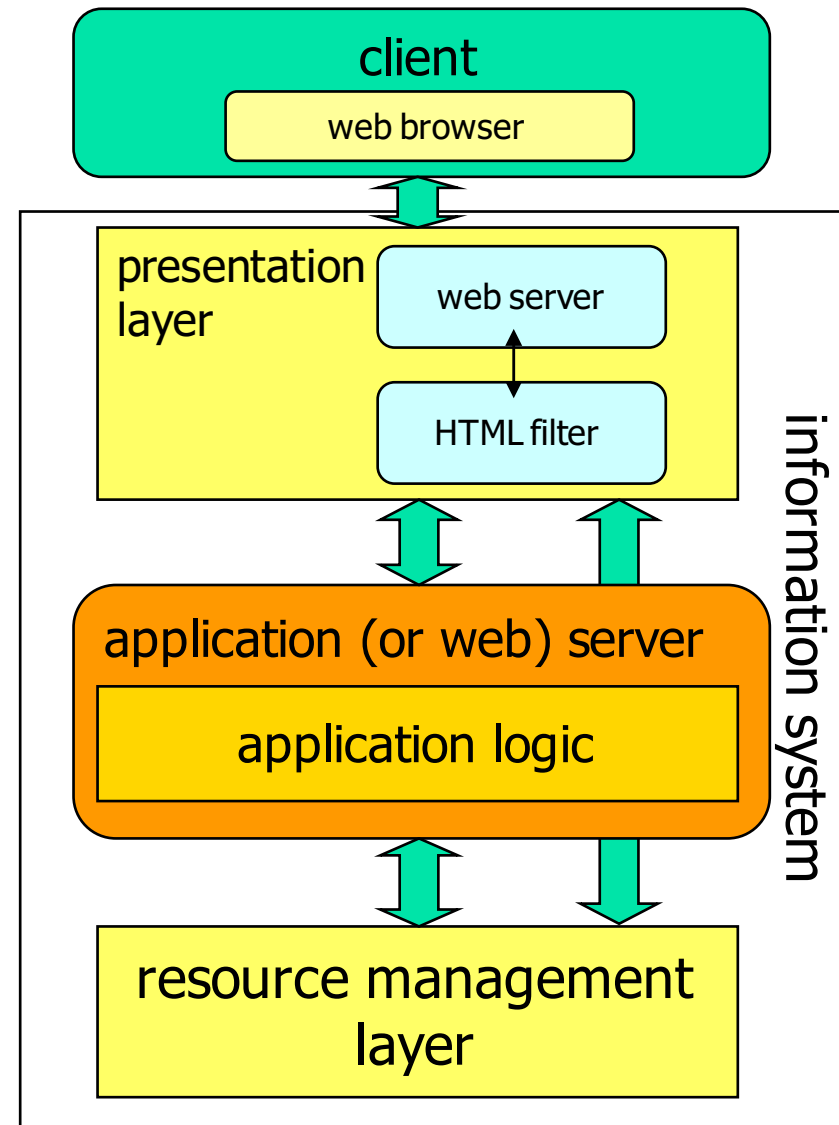 client
web browser
presentation
layer
web server
HTML filter
information system
application (or web) server
application logic
resource management
layer